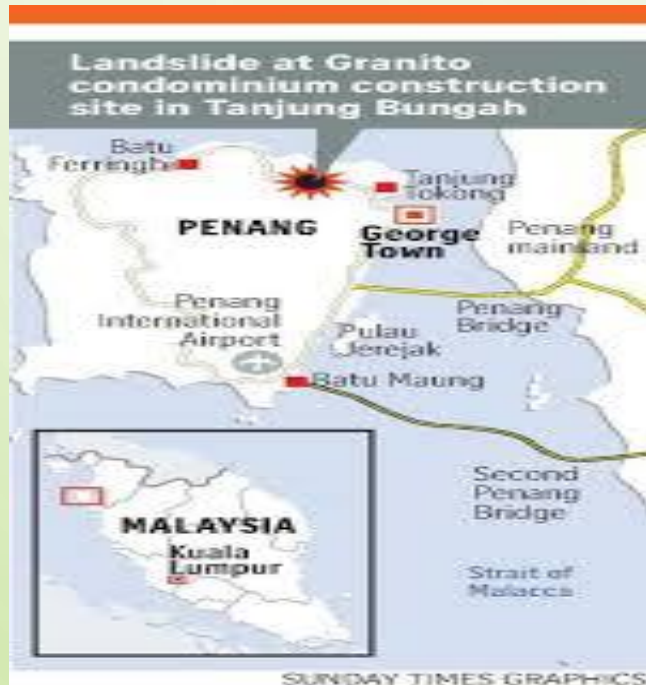 Landslide at Granito
condominium construction
site in Tanjung Bungah
Batu
Ferringhi
Tanjung
Tokong
PENANG
George
Town
Penang
mainland
Penang
International
Airport
Penang
Bridge
Pulau
Jerejak
Batu Maung
Second
Penang
Bridge
MALAYSIA
Kuala
Lumpur
Strait of
Malacca
SUNDAY TIMES GRAPHICS